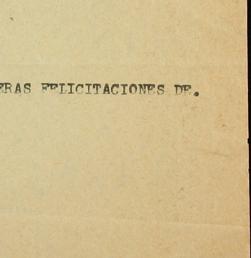 ERAS FELICITACIONES DE.